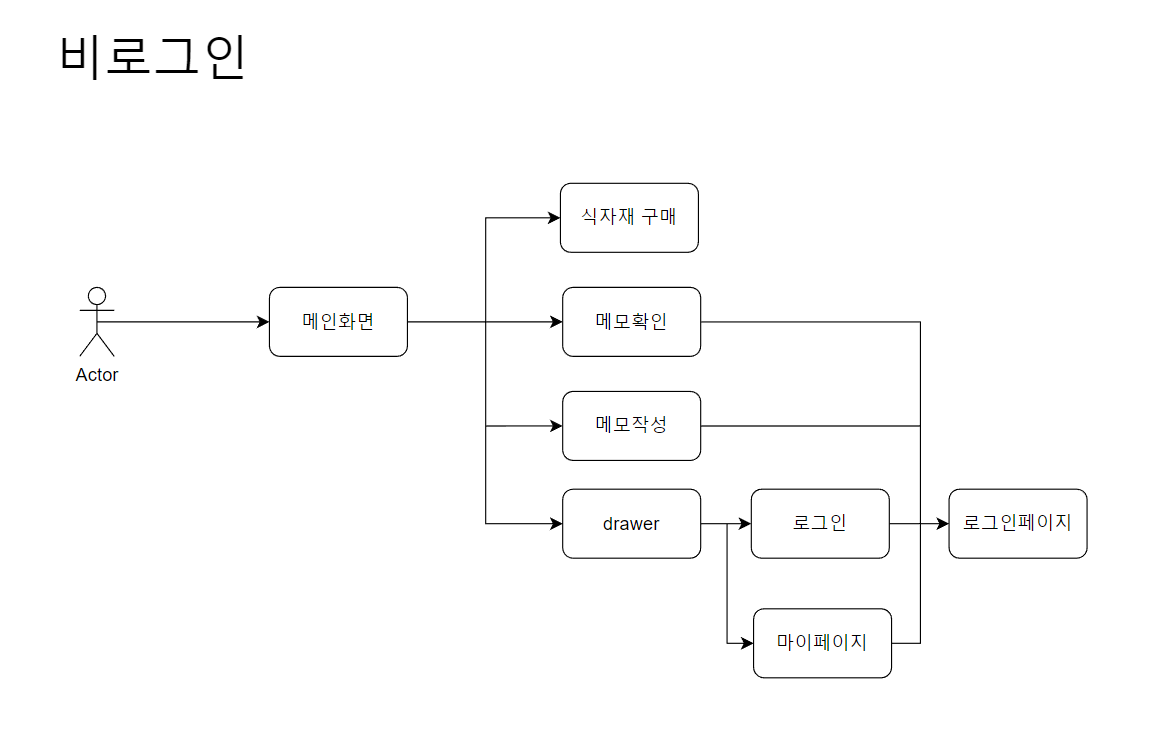 비로그인
식자재 구매
메인화면
메모확인
Actor
메모작성
drawer
로그인
로그인페이지
마이페이지